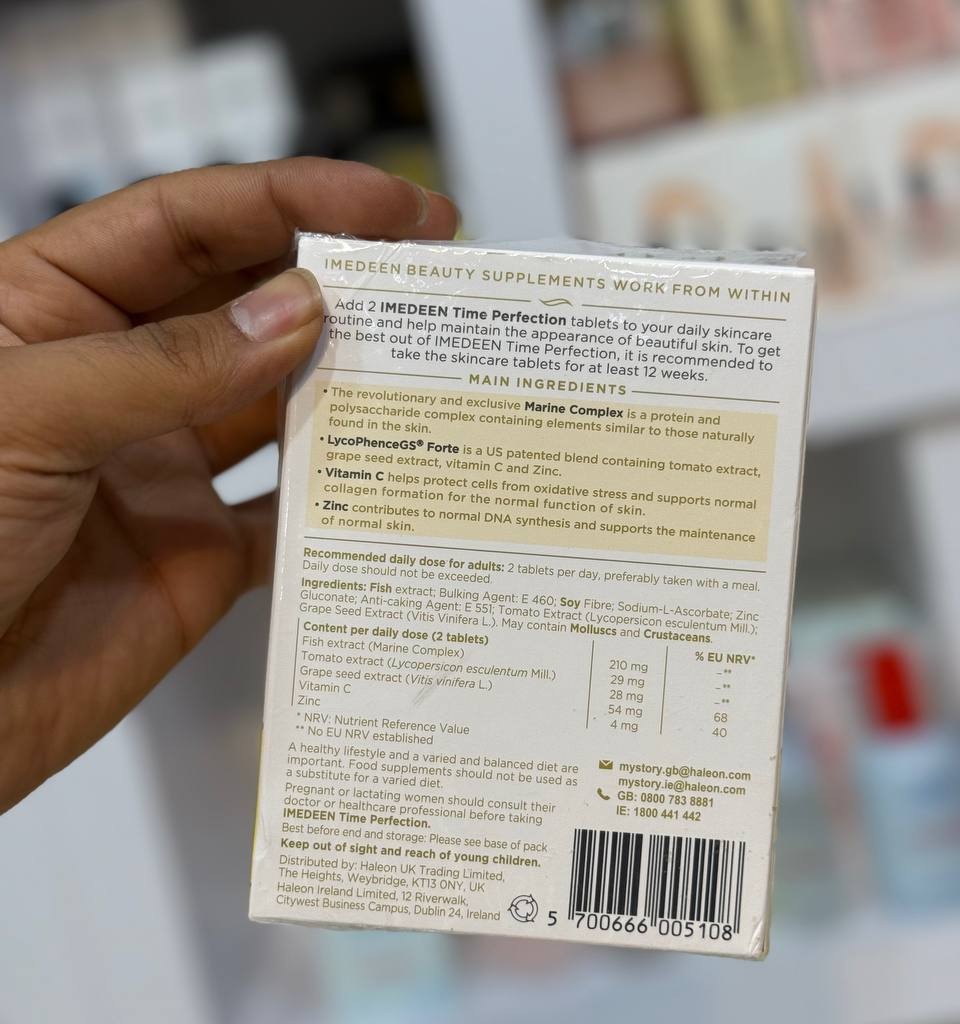 IMEDEEN BEAUTY SUPPLEMENTS WORK FROM WITHIN
Add 2 IMEDEEN Time Perfection tablets to your daily skincare
routine and help maintain the appearance of beautiful skin. To get
the best out of IMEDEEN Time Perfection, it is recommended to
take the skincare tablets for at least 12 weeks.
MAIN INGREDIENTS
• The revolutionary and exclusive Marine Complex is a protein and
polysaccharide complex containing elements similar to those naturally
found in the skin.
• LycoPhenceGS® Forte is a US patented blend containing tomato extract,
grape seed extract, vitamin C and Zinc.
• Vitamin C helps protect cells from oxidative stress and supports normal
collagen formation for the normal function of skin.
• Zinc contributes to normal DNA synthesis and supports the maintenance
of normal skin.
Recommended daily dose for adults: 2 tablets per day, preferably taken with a meal.
Daily dose should not be exceeded.
Ingredients: Fish extract; Bulking Agent: E 460; Soy Fibre; Sodium-L-Ascorbate; Zinc
Gluconate; Anti-caking Agent: E 551; Tomato Extract (Lycopersicon esculentum Mill.);
Grape Seed Extract (Vitis Vinifera L.). May contain Molluscs and Crustaceans.
Content per daily dose (2 tablets) % EU NRV*
Fish extract (Marine Complex) 210 mg -**
Tomato extract (Lycopersicon esculentum Mill.) 29 mg -**
Grape seed extract (Vitis vinifera L.) 28 mg -**
Vitamin C 54 mg 68
Zinc 4 mg 40
* NRV: Nutrient Reference Value
** No EU NRV established
A healthy lifestyle and a varied and balanced diet are
important. Food supplements should not be used as
a substitute for a varied diet.
Pregnant or lactating women should consult their
doctor or healthcare professional before taking
IMEDEEN Time Perfection.
Best before end and storage: Please see base of pack
Keep out of sight and reach of young children.
Distributed by: Haleon UK Trading Limited,
The Heights, Weybridge, KT13 0NY, UK
Haleon Ireland Limited, 12 Riverwalk,
Citywest Business Campus, Dublin 24, Ireland
mystory.gb@haleon.com
mystory.ie@haleon.com
GB: 0800 783 8881
IE: 1800 441 442
5 700666 005108